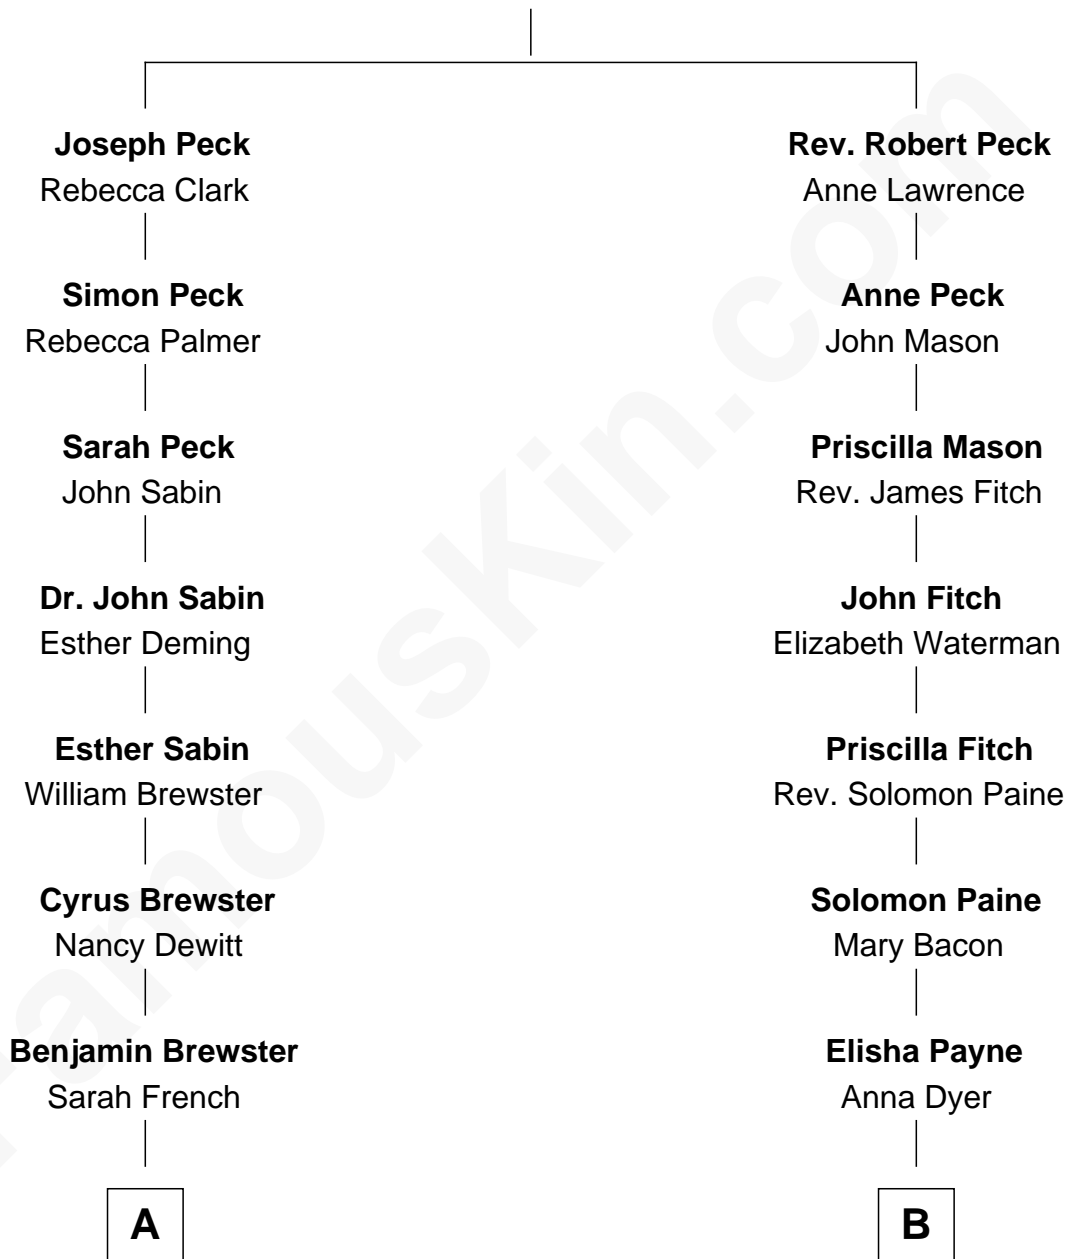 Joseph Peck
Rebecca Clark
Simon Peck
Rebecca Palmer
Sarah Peck
John Sabin
Dr. John Sabin
Esther Deming
Esther Sabin
William Brewster
Cyrus Brewster
Nancy Dewitt
Benjamin Brewster
Sarah French
A
Rev. Robert Peck
Anne Lawrence
Anne Peck
John Mason
Priscilla Mason
Rev. James Fitch
John Fitch
Elizabeth Waterman
Priscilla Fitch
Rev. Solomon Paine
Solomon Paine
Mary Bacon
Elisha Payne
Anna Dyer
B
FamousKin.com